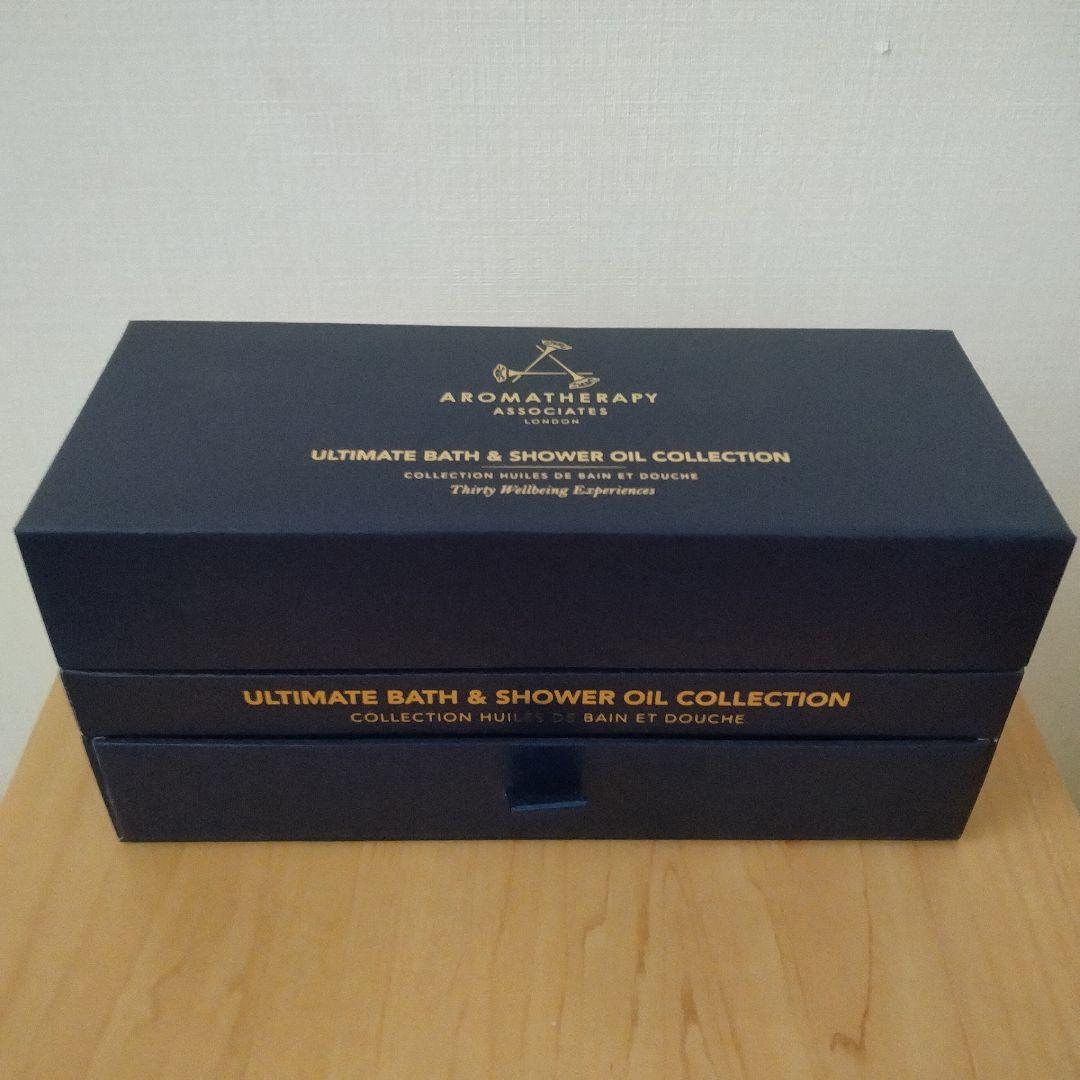 AROMATHERAPY
ASSOCIATES
LONDON
ULTIMATE BATH & SHOWER OIL COLLECTION
COLLECTION HUILES DE BAIN ET DOUCHE
Thirty Wellbeing Experiences
ULTIMATE BATH & SHOWER OIL COLLECTION
COLLECTION HUILES DE BAIN ET DOUCHE